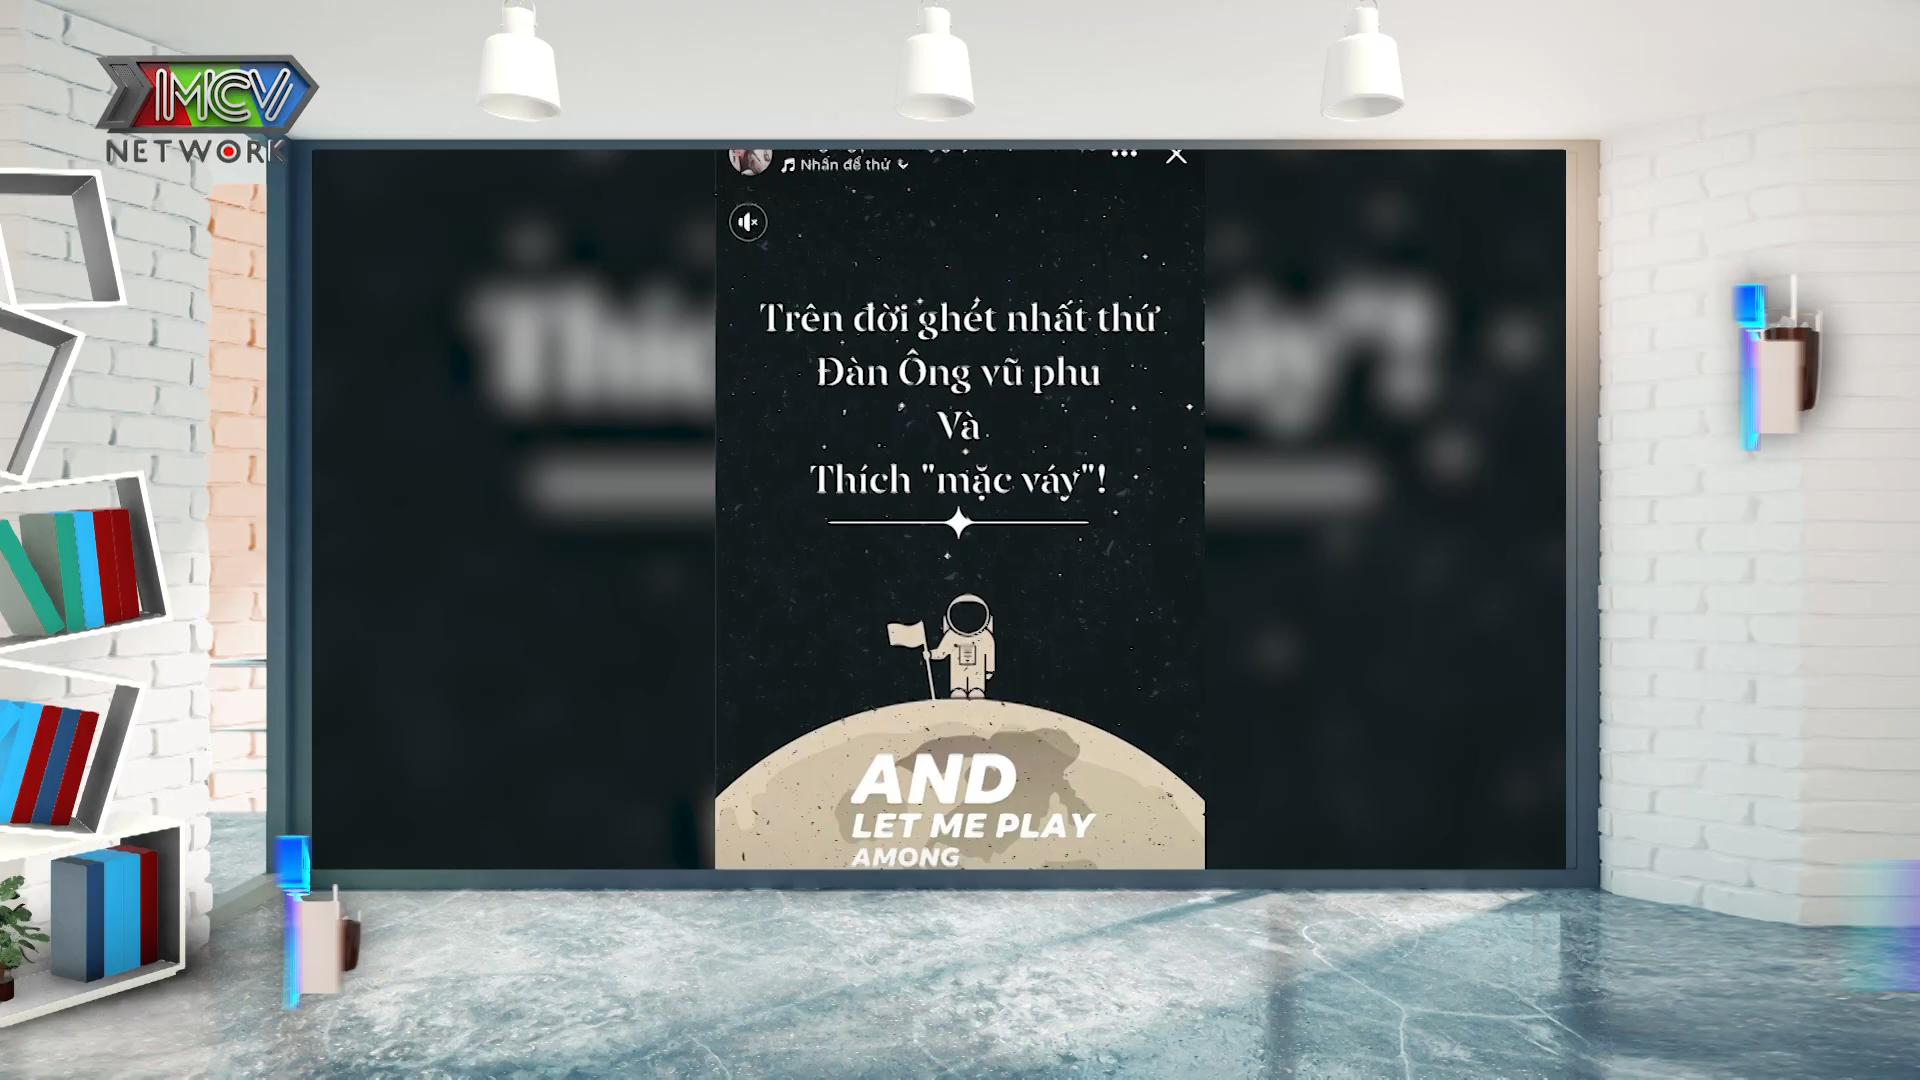 MCV
NETWORK
Nhấn để thử
Trên đời ghét nhất thứ
Đàn Ông vũ phu
Và
Thích "mặc váy"!
AND
LET ME PLAY
AMONG